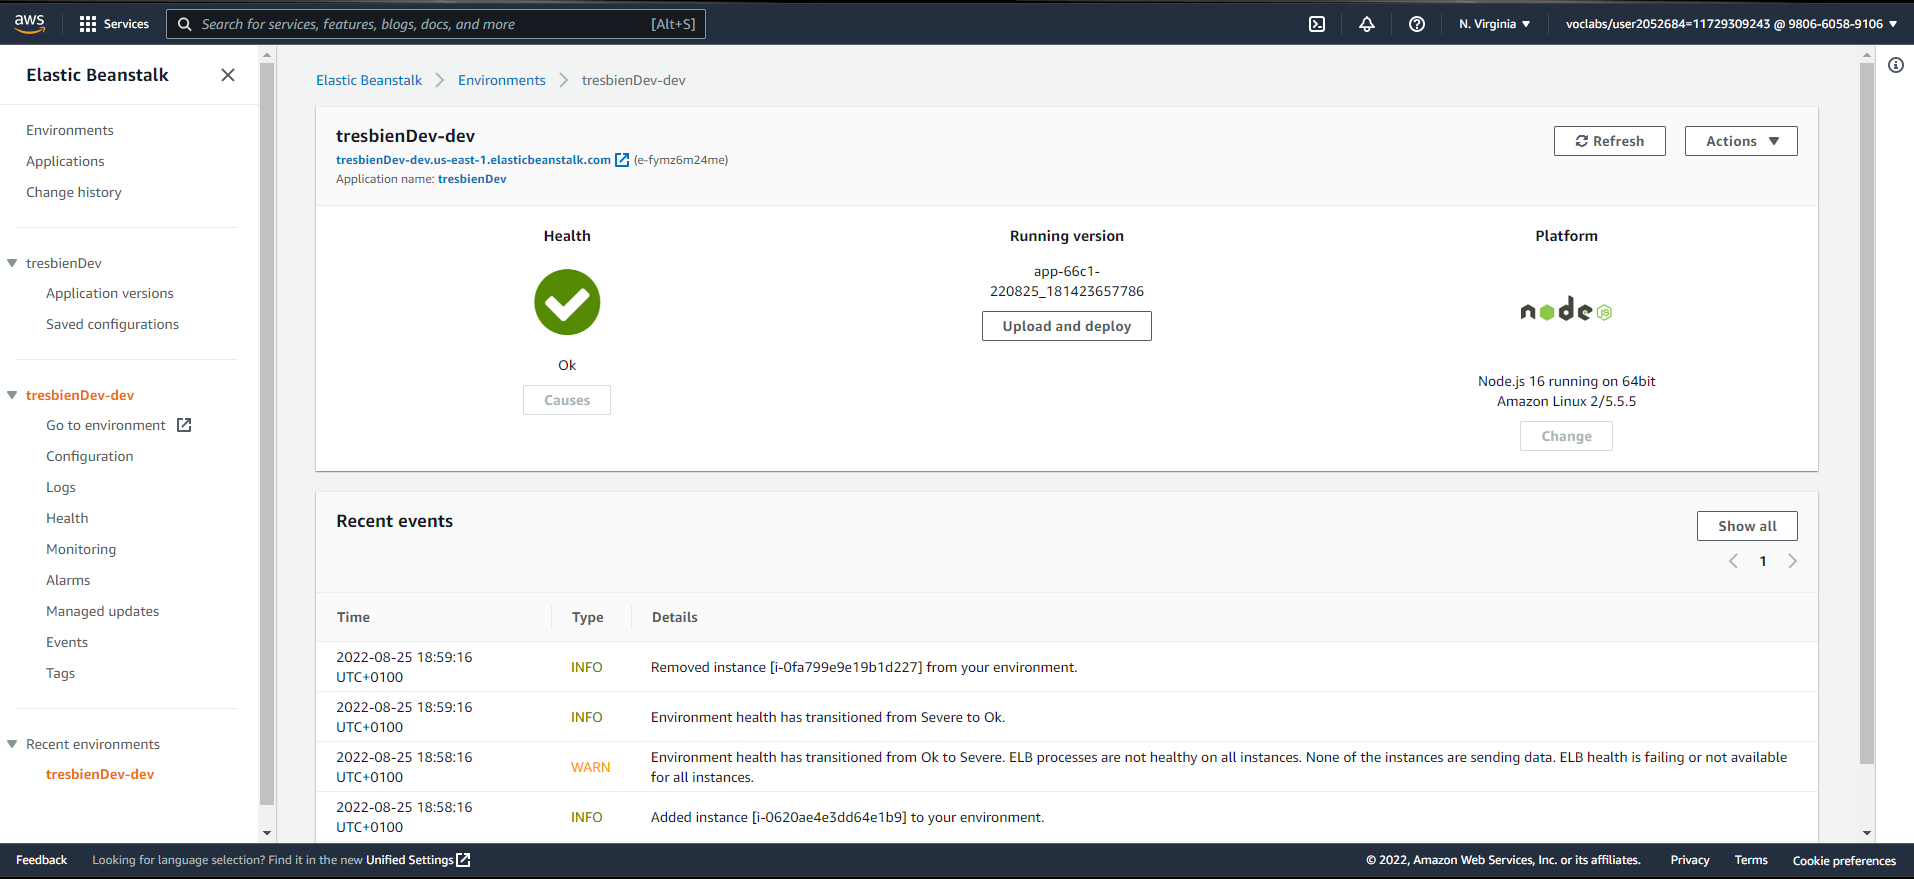 aws
Services
Search for services, features, blogs, docs, and more
[Alt+S]
N. Virginia
voclabs/user2052684=11729309243 @ 9806-6058-9106
Elastic Beanstalk
Environments
Applications
Change history
tresbienDev
Application versions
Saved configurations
tresbienDev-dev
Go to environment
Configuration
Logs
Health
Monitoring
Alarms
Managed updates
Events
Tags
Recent environments
tresbienDev-dev
Elastic Beanstalk
Environments
tresbienDev-dev
tresbienDev-dev
tresbienDev-dev.us-east-1.elasticbeanstalk.com (e-fymz6m24me)
Application name: tresbienDev
Refresh
Actions
Health
Ok
Causes
Running version
app-66c1-
220825_181423657786
Upload and deploy
Platform
node
JS
Node.js 16 running on 64bit
Amazon Linux 2/5.5.5
Change
Recent events
Show all
1
Time
Type
Details
2022-08-25 18:59:16
UTC+0100
INFO
Removed instance [i-0fa799e9e19b1d227] from your environment.
2022-08-25 18:59:16
UTC+0100
INFO
Environment health has transitioned from Severe to Ok.
2022-08-25 18:58:16
UTC+0100
WARN
Environment health has transitioned from Ok to Severe. ELB processes are not healthy on all instances. None of the instances are sending data. ELB health is failing or not available
for all instances.
2022-08-25 18:58:16
UTC+0100
INFO
Added instance [i-0620ae4e3dd64e1b9] to your environment.
Feedback
Looking for language selection? Find it in the new Unified Settings
© 2022, Amazon Web Services, Inc. or its affiliates.
Privacy
Terms
Cookie preferences